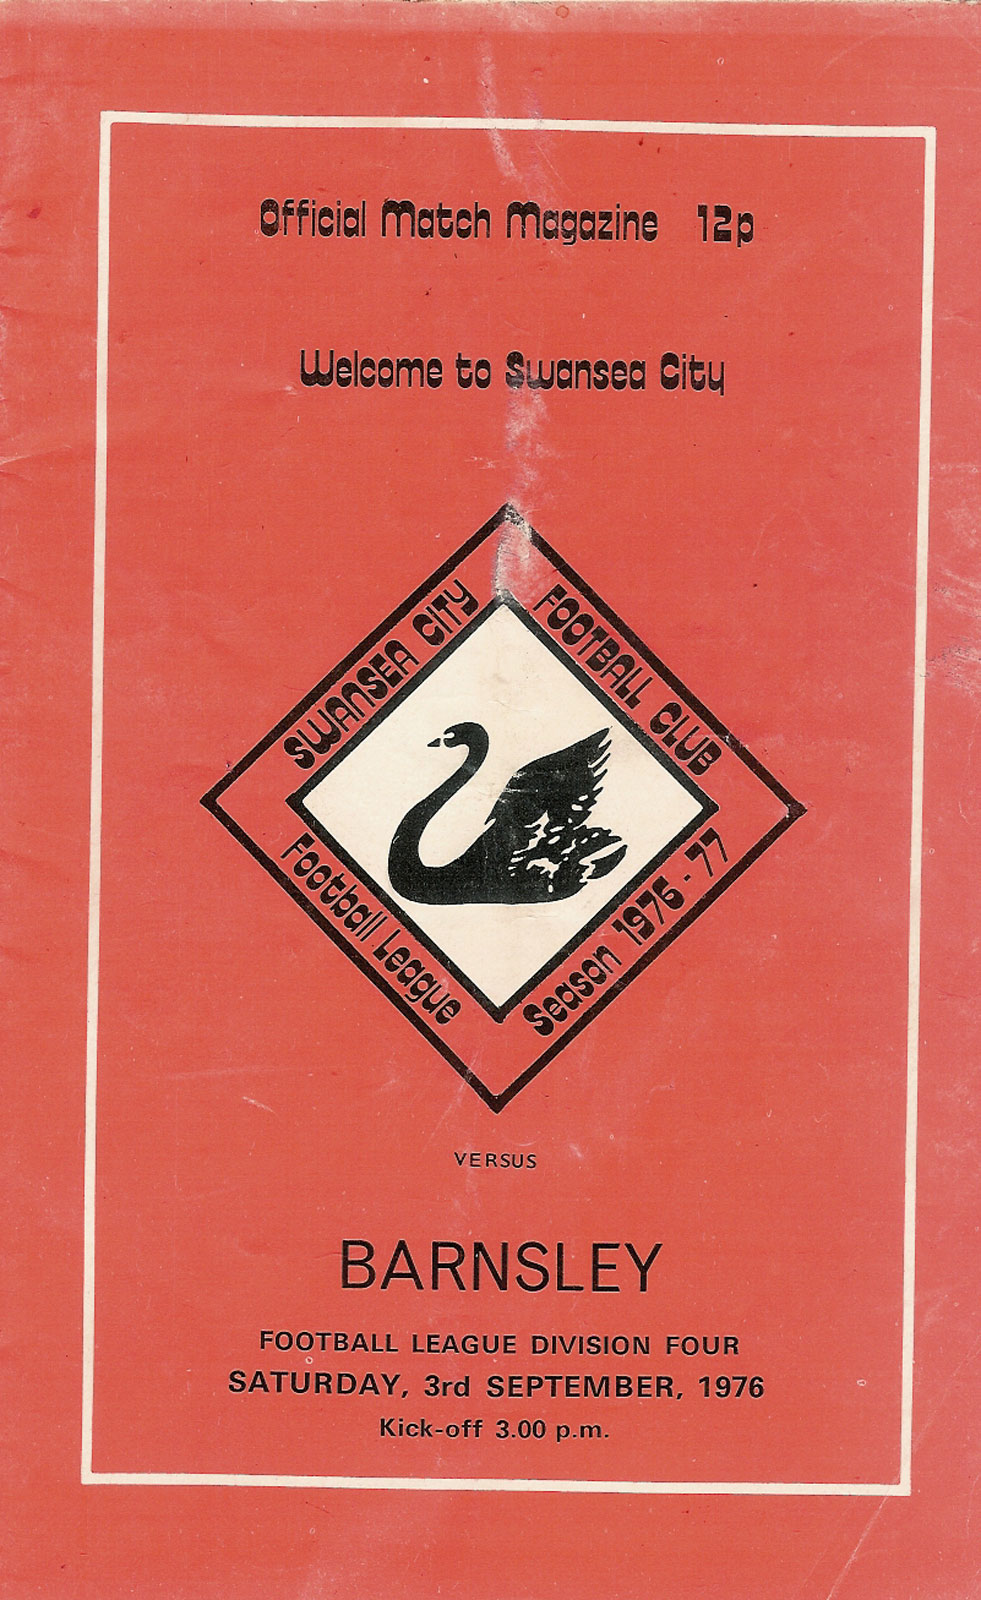 Official Match Magazine 12p
Welcome to Swansea City
SWANSEA CITY
FOOTBALL CLUB
Football League
Season 1976-77
VERSUS
BARNSLEY
FOOTBALL LEAGUE DIVISION FOUR
SATURDAY, 3rd SEPTEMBER, 1976
Kick-off 3.00 p.m.